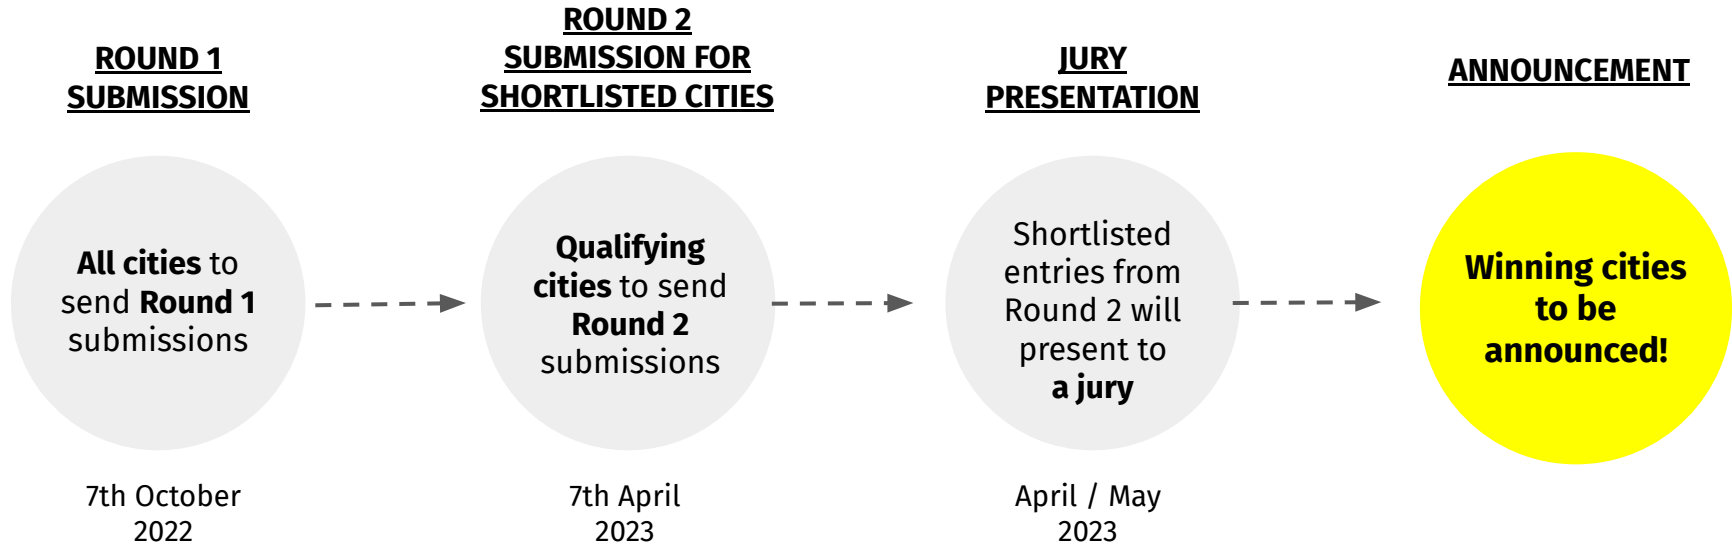 ROUND 1
SUBMISSION
All cities to
send Round 1
submissions
7th October
2022
ROUND 2
SUBMISSION FOR
SHORTLISTED CITIES
Qualifying
cities to send
Round 2
submissions
7th April
2023
JURY
PRESENTATION
Shortlisted
entries from
Round 2 will
present to
a jury
April / May
2023
ANNOUNCEMENT
Winning cities
to be
announced!